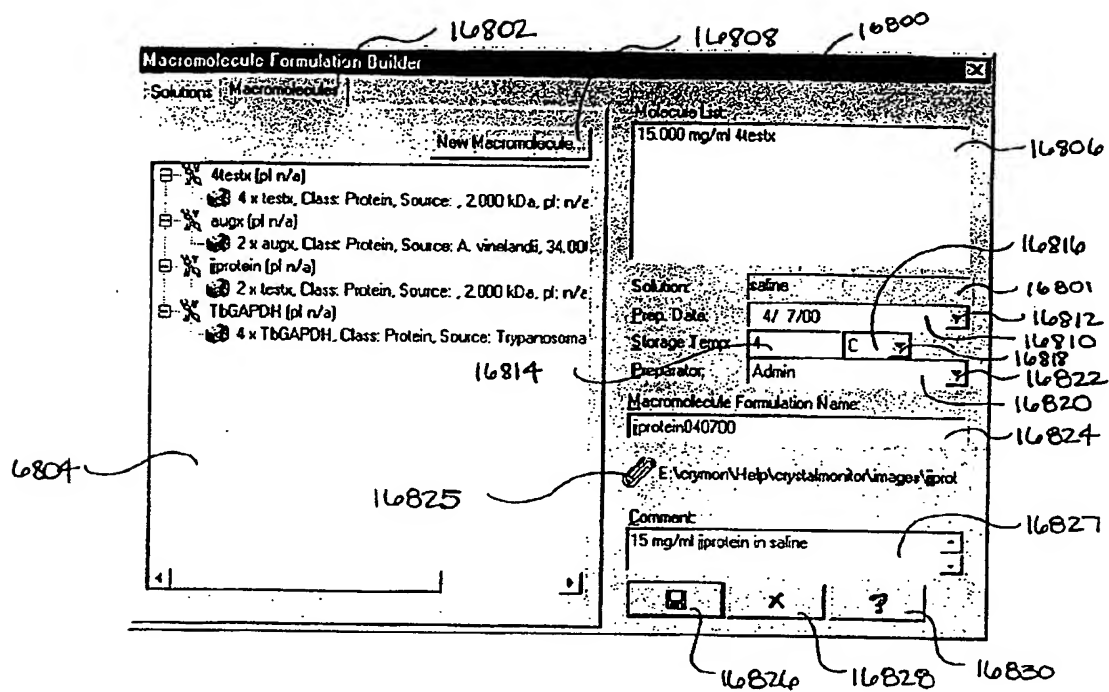 16802
16808
16800
Macromolecule Formulation Builder
Solutions Macromolecules
New Macromolecule...
4testx (pI n/a)
4 x testx, Class: Protein, Source: , 2.000 kDa, pI: n/a
augx (pI n/a)
2 x augx, Class: Protein, Source: A. vinelandii, 34.00
jjprotein (pI n/a)
2 x testx, Class: Protein, Source: , 2.000 kDa, pI: n/a
TbGAPDH (pI n/a)
4 x TbGAPDH, Class: Protein, Source: Trypanosoma
6804
Molecule List:
15.000 mg/ml 4testx
16806
16816
Solution: saline
16801
Prep. Date: 4/ 7/00
16812
16810
Storage Temp: 4 C
16818
16814
Preparator: Admin
16822
16820
Macromolecule Formulation Name:
jjprotein040700
16824
16825
E:\crymon\Help\crystalmonitor\images\jjprot
Comment:
15 mg/ml jjprotein in saline
16827
X ?
16826
16828
16830